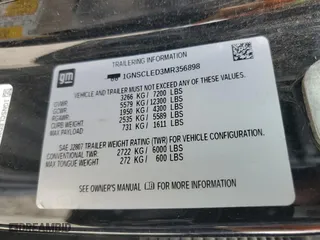 gm
TRAILERING INFORMATION
1GNSCLED3MR356898
VEHICLE AND TRAILER MUST NOT EXCEED ANY OF THESE WEIGHTS
GVWR 3266 KG / 7200 LBS
GCWR 5579 KG / 12300 LBS
RGAWR 1950 KG / 4300 LBS
CURB WEIGHT 2535 KG / 5589 LBS
MAX PAYLOAD 731 KG / 1611 LBS
SAE J2807 TRAILER WEIGHT RATING (TWR) FOR VEHICLE CONFIGURATION.
CONVENTIONAL TWR: 2722 KG / 6000 LBS
MAX TONGUE WEIGHT: 272 KG / 600 LBS
SEE OWNER'S MANUAL FOR MORE INFORMATION